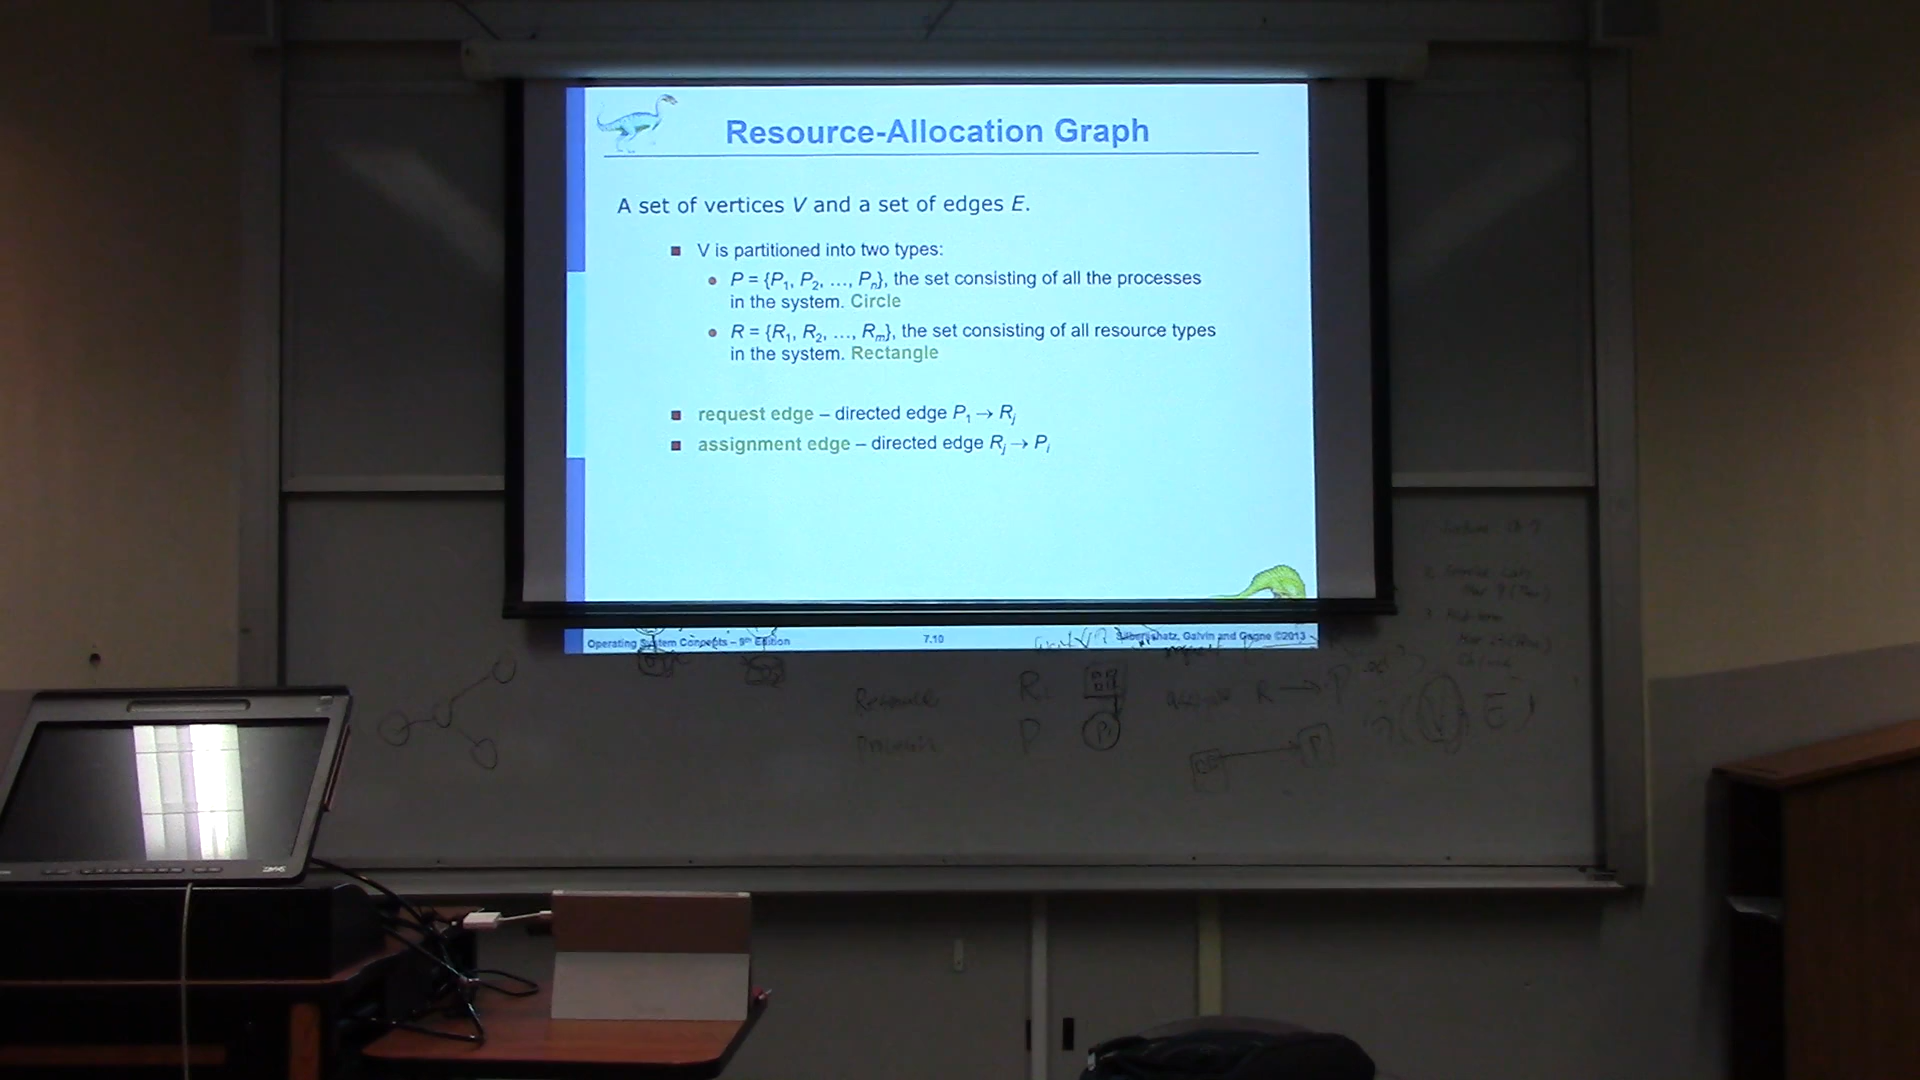 Resource-Allocation Graph
A set of vertices V and a set of edges E.
■ V is partitioned into two types:
● P = {P1, P2, …, Pn}, the set consisting of all the processes
in the system. Circle
● R = {R1, R2, …, Rm}, the set consisting of all resource types
in the system. Rectangle
■ request edge – directed edge P1 → Rj
■ assignment edge – directed edge Rj → Pi
Operating System Concepts – 9th Edition
7.10
Silberschatz, Galvin and Gagne ©2013
Resource
R
R → P
Process
P